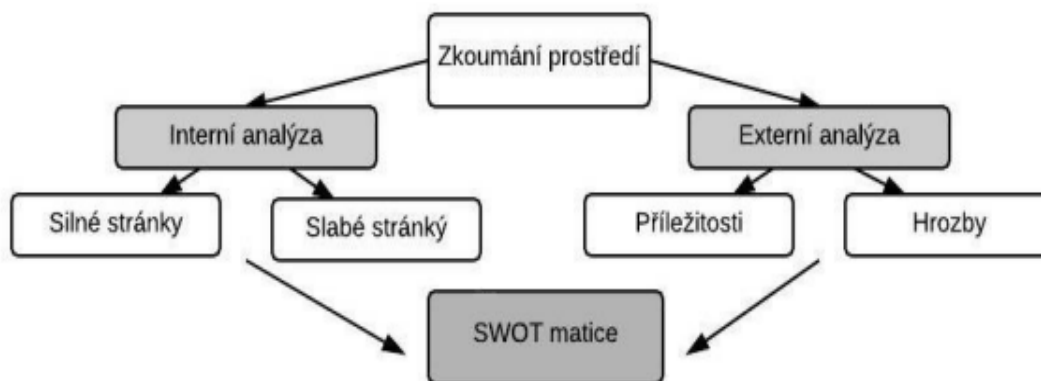 Zkoumání prostředí
Interní analýza
Externí analýza
Silné stránky
Slabé stránký
Příležitosti
Hrozby
SWOT matice